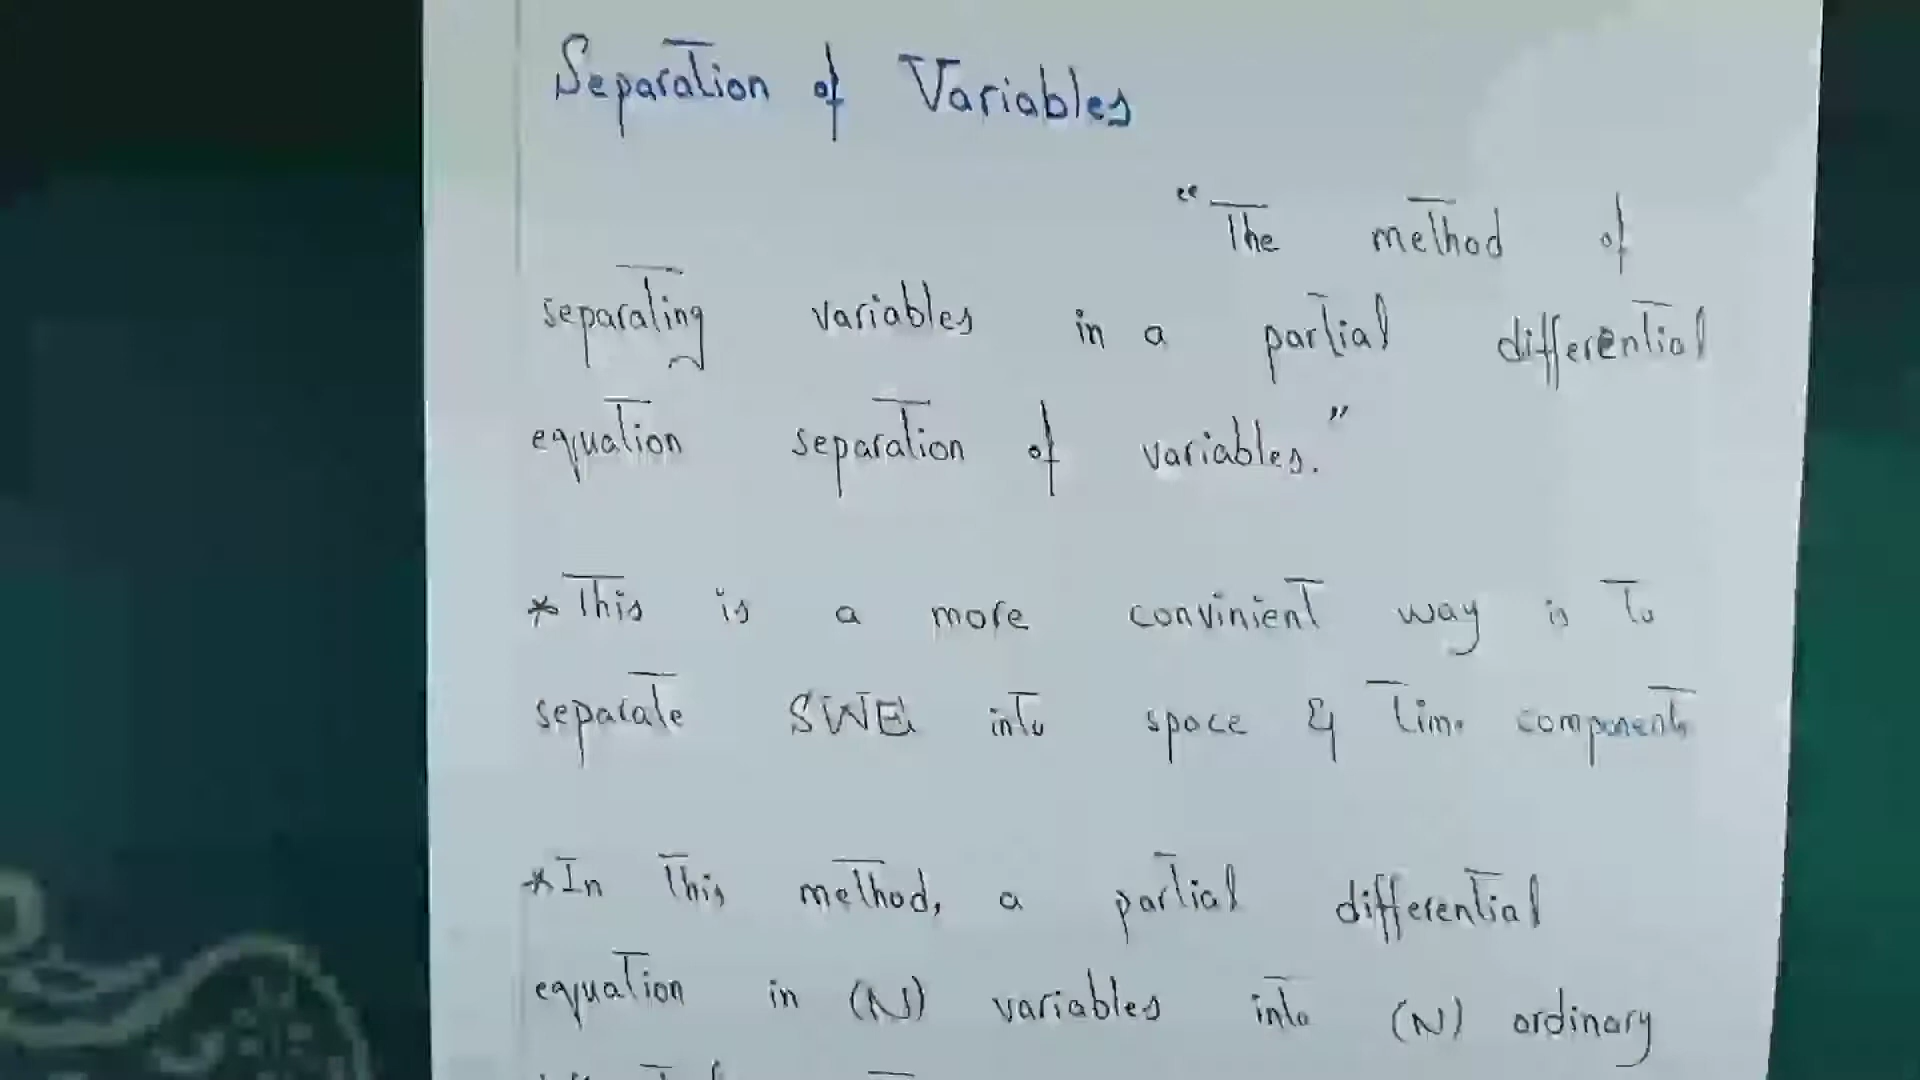 Separation of Variables
"The method of
separating variables in a partial differential
equation separation of variables."
*This is a more convinient way is to
separate SWE into space & time components
*In this method, a partial differential
equation in (N) variables into (N) ordinary